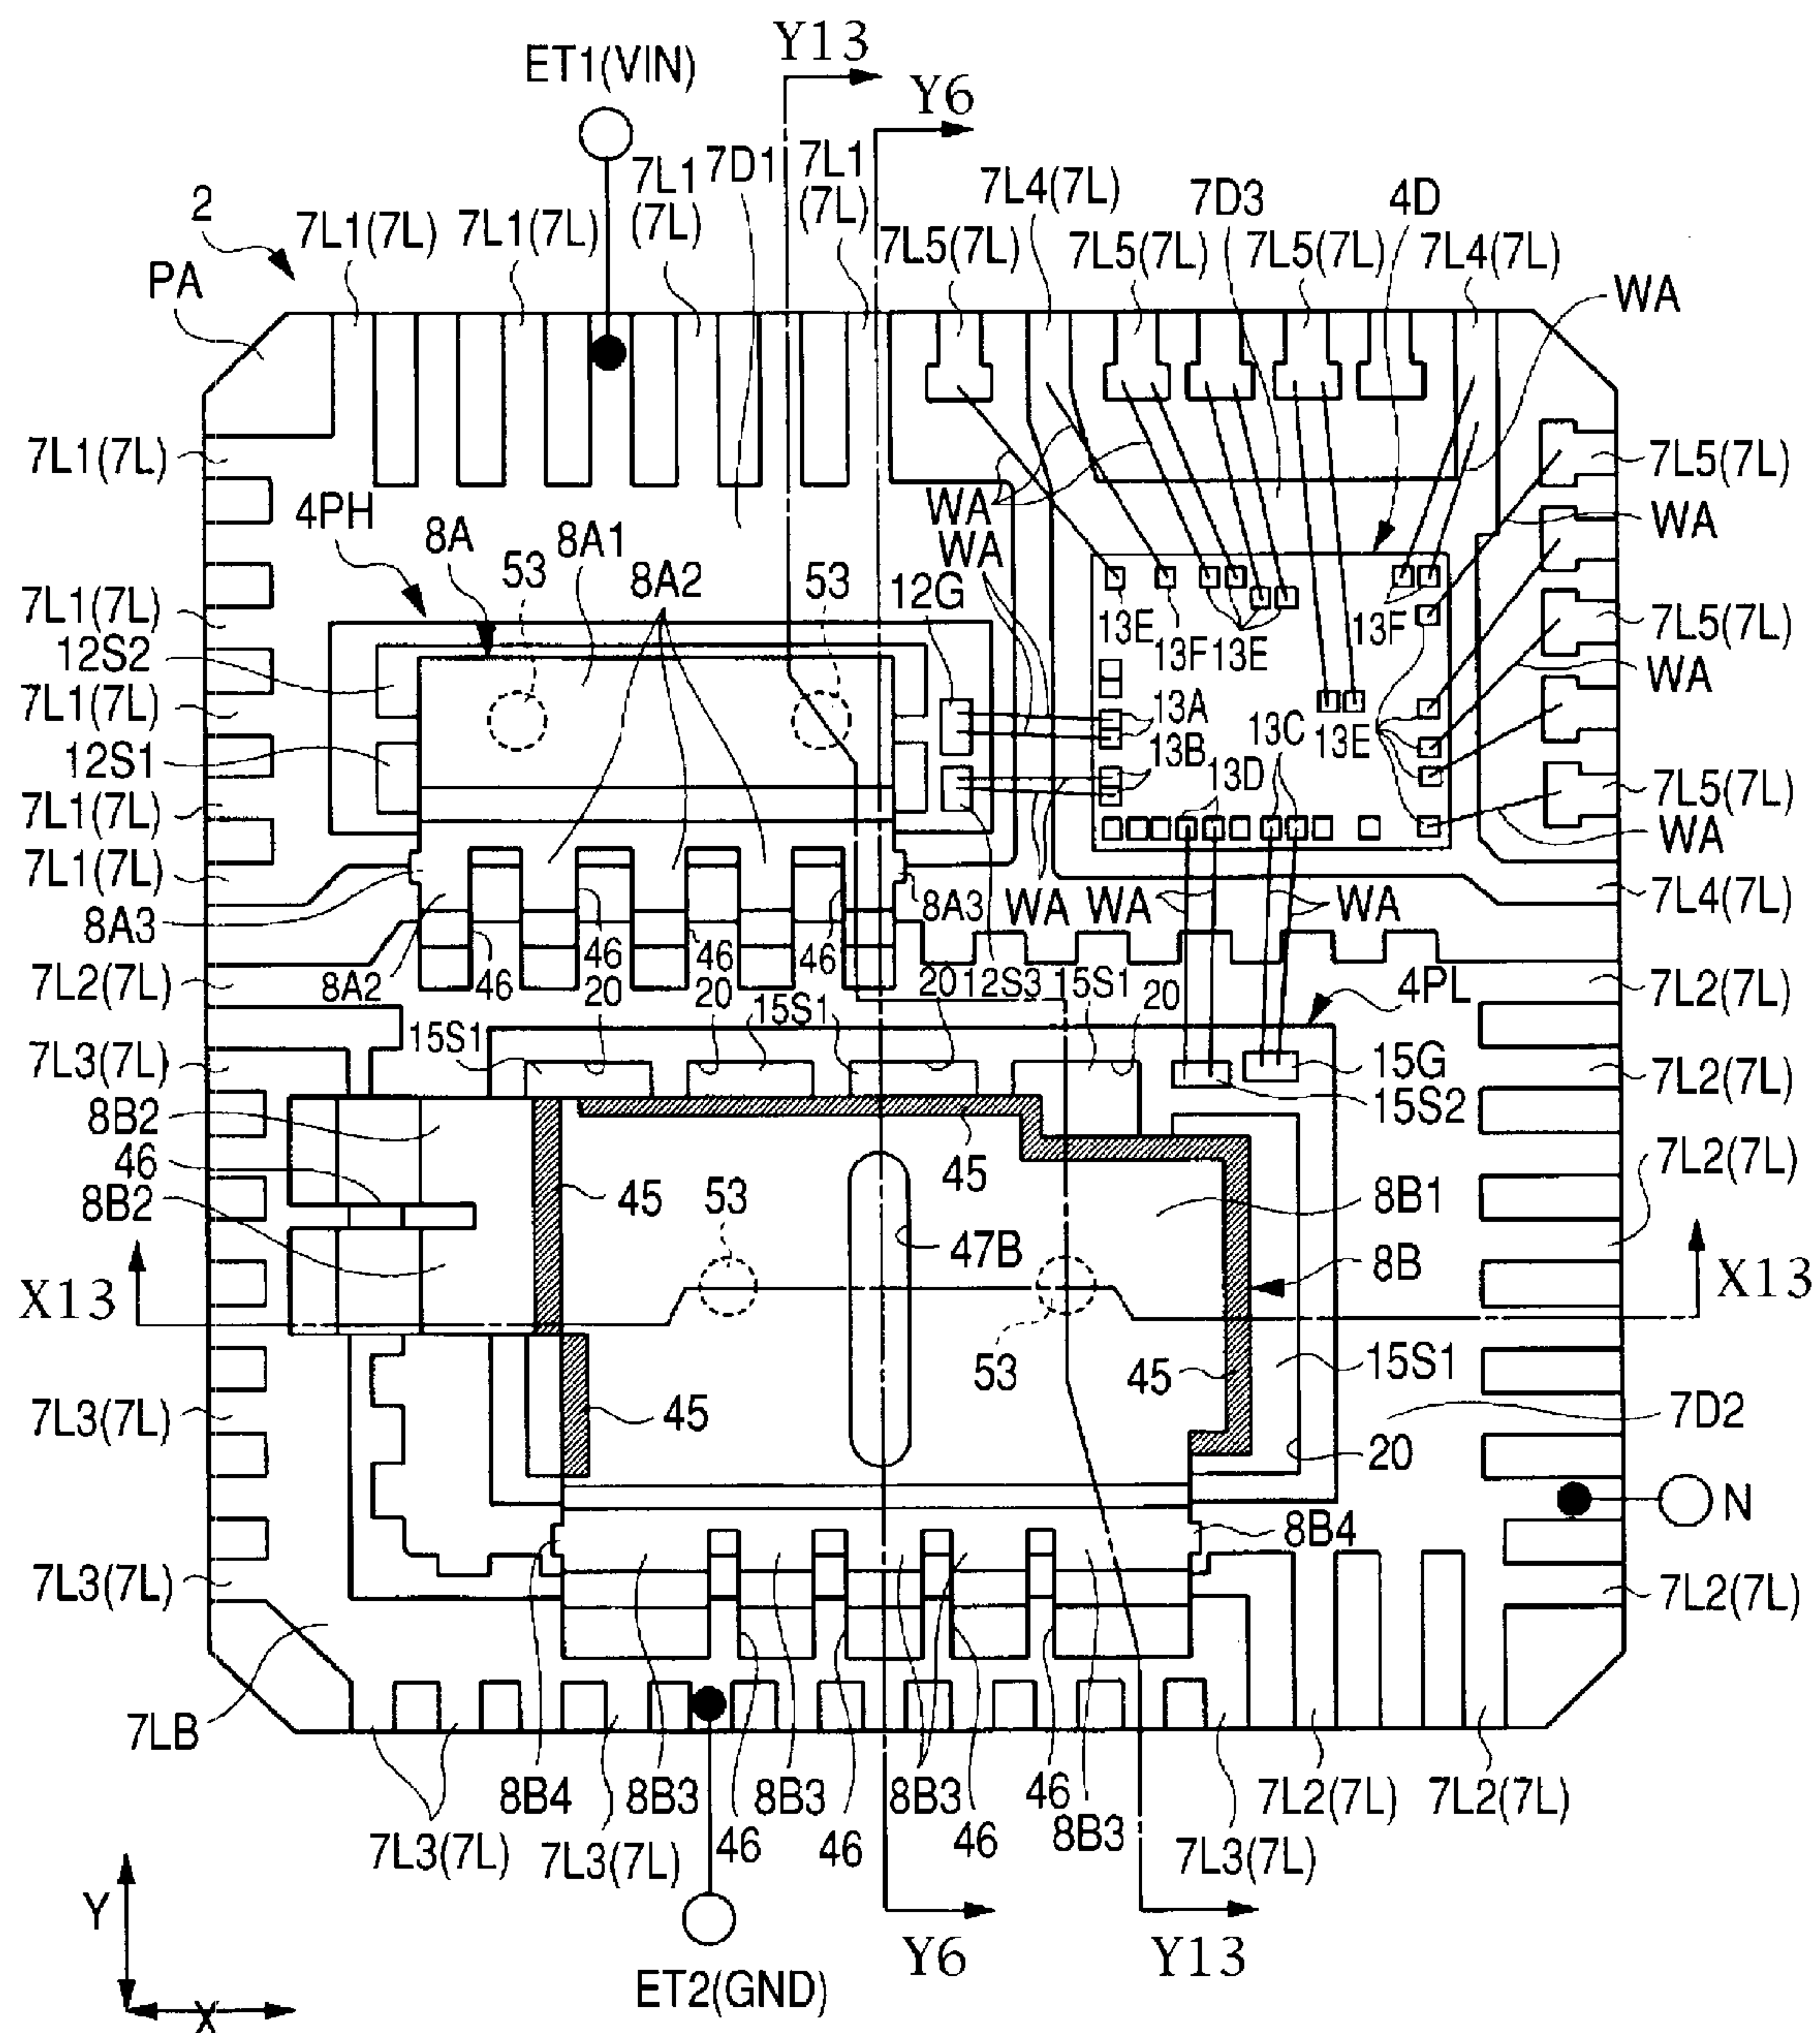 Y13
ET1(VIN)
Y6
7L1
(7L)
7D1
7L1
(7L)
7L4(7L)
7D3
4D
2
7L1(7L)
7L1(7L)
7L5(7L)
7L5(7L)
7L5(7L)
7L4(7L)
WA
PA
7L1(7L)
7L5(7L)
4PH
8A
8A1
WA
WA
WA
53
8A2
53
12G
7L1(7L)
13E
13F
13E
13F
7L5(7L)
12S2
WA
7L1(7L)
13A
13C
13E
12S1
13B
13D
7L5(7L)
7L1(7L)
WA
7L1(7L)
8A3
8A3
WA
WA
WA
7L4(7L)
8A2
46
46
46
46
7L2(7L)
20
20
20
12S3
15S1
20
7L2(7L)
15S1
15S1
4PL
7L3(7L)
15G
7L2(7L)
8B2
15S2
46
45
53
45
8B1
7L2(7L)
8B2
47B
8B
X13
X13
53
45
15S1
7L3(7L)
45
7D2
20
N
8B4
7L3(7L)
7L2(7L)
7LB
8B4
8B3
8B3
8B3
46
7L2(7L)
7L2(7L)
7L3(7L)
7L3(7L)
46
46
46
8B3
7L3(7L)
Y
Y6
Y13
ET2(GND)
X